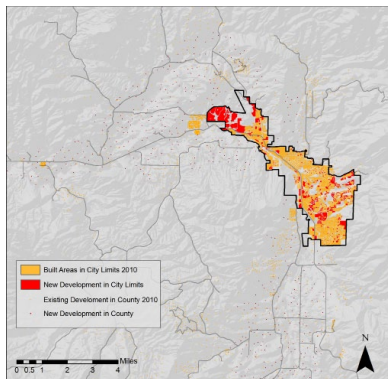 Built Areas in City Limits 2010
New Development in City Limits
Existing Develoment in County 2010
New Development in County
N
Miles
0 0.5 1 2 3 4